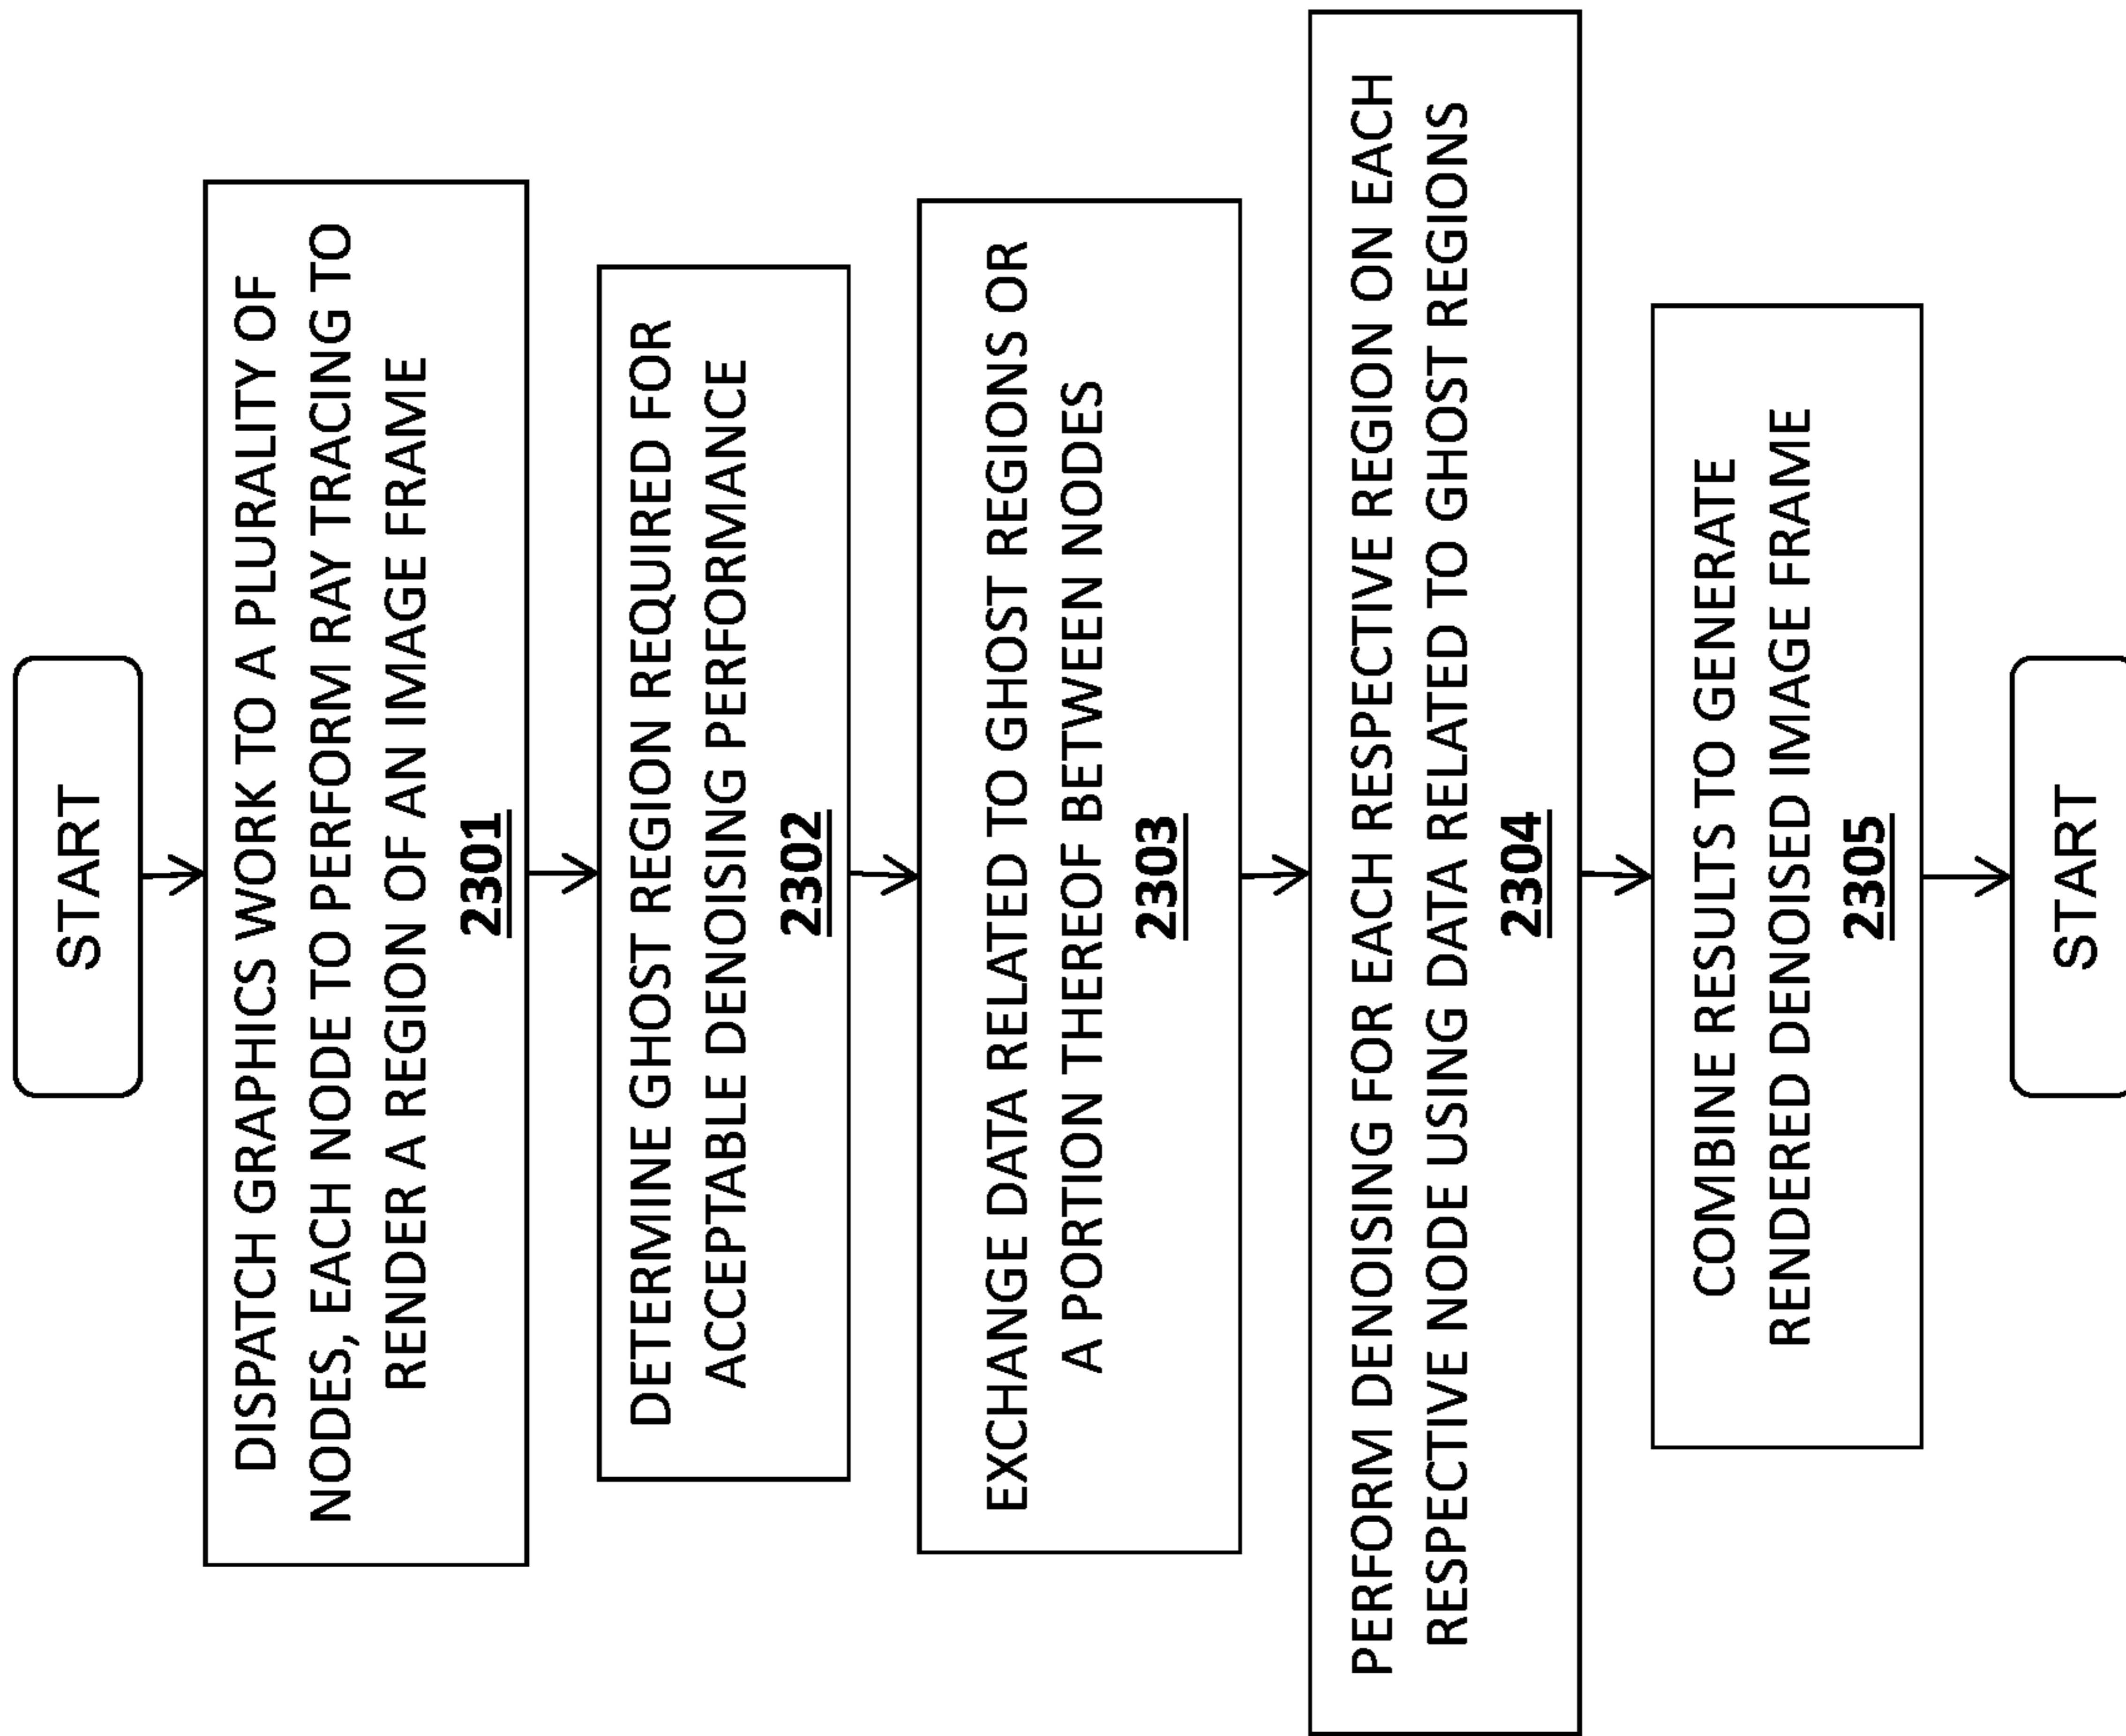 START
DISPATCH GRAPHICS WORK TO A PLURALITY OF
NODES, EACH NODE TO PERFORM RAY TRACING TO
RENDER A REGION OF AN IMAGE FRAME
2301
DETERMINE GHOST REGION REQUIRED FOR
ACCEPTABLE DENOISING PERFORMANCE
2302
EXCHANGE DATA RELATED TO GHOST REGIONS OR
A PORTION THEREOF BETWEEN NODES
2303
PERFORM DENOISING FOR EACH RESPECTIVE REGION ON EACH
RESPECTIVE NODE USING DATA RELATED TO GHOST REGIONS
2304
COMBINE RESULTS TO GENERATE
RENDERED DENOISED IMAGE FRAME
2305
START